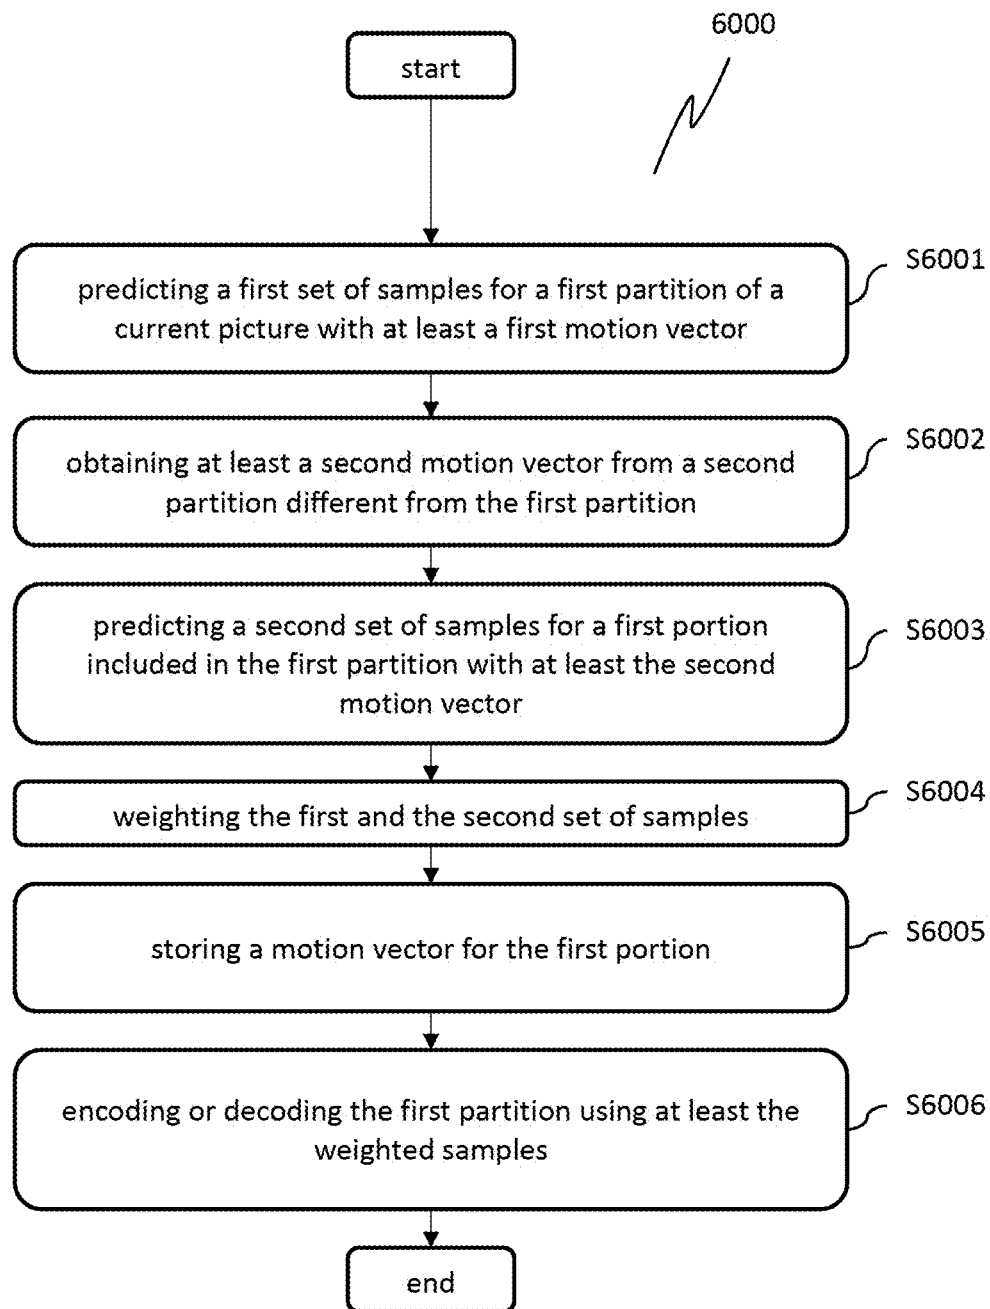 6000
start
S6001
predicting a first set of samples for a first partition of a
current picture with at least a first motion vector
S6002
obtaining at least a second motion vector from a second
partition different from the first partition
S6003
predicting a second set of samples for a first portion
included in the first partition with at least the second
motion vector
S6004
weighting the first and the second set of samples
S6005
storing a motion vector for the first portion
S6006
encoding or decoding the first partition using at least the
weighted samples
end